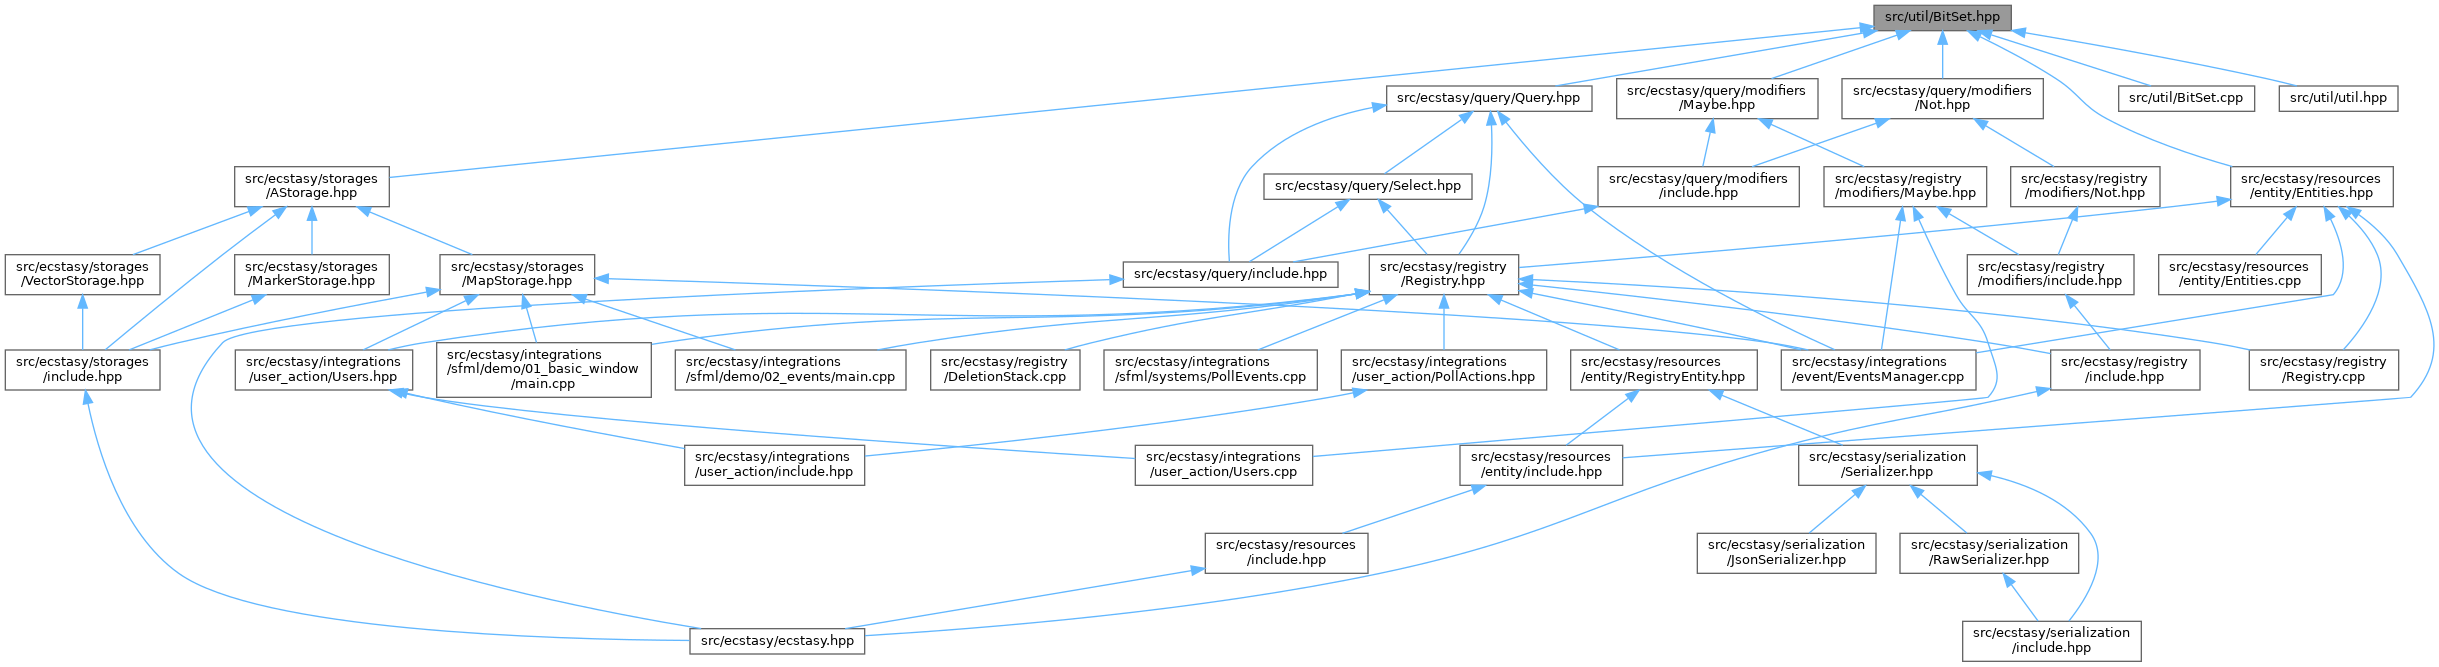 src/util/BitSet.hpp
src/ecstasy/query/Query.hpp
src/ecstasy/query/modifiers
/Maybe.hpp
src/ecstasy/query/modifiers
/Not.hpp
src/util/BitSet.cpp
src/util/util.hpp
src/ecstasy/storages
/AStorage.hpp
src/ecstasy/query/Select.hpp
src/ecstasy/query/modifiers
/include.hpp
src/ecstasy/registry
/modifiers/Maybe.hpp
src/ecstasy/registry
/modifiers/Not.hpp
src/ecstasy/resources
/entity/Entities.hpp
src/ecstasy/storages
/VectorStorage.hpp
src/ecstasy/storages
/MarkerStorage.hpp
src/ecstasy/storages
/MapStorage.hpp
src/ecstasy/query/include.hpp
src/ecstasy/registry
/Registry.hpp
src/ecstasy/registry
/modifiers/include.hpp
src/ecstasy/resources
/entity/Entities.cpp
src/ecstasy/storages
/include.hpp
src/ecstasy/integrations
/user_action/Users.hpp
src/ecstasy/integrations
/sfml/demo/01_basic_window
/main.cpp
src/ecstasy/integrations
/sfml/demo/02_events/main.cpp
src/ecstasy/registry
/DeletionStack.cpp
src/ecstasy/integrations
/sfml/systems/PollEvents.cpp
src/ecstasy/integrations
/user_action/PollActions.hpp
src/ecstasy/resources
/entity/RegistryEntity.hpp
src/ecstasy/integrations
/event/EventsManager.cpp
src/ecstasy/registry
/include.hpp
src/ecstasy/registry
/Registry.cpp
src/ecstasy/integrations
/user_action/include.hpp
src/ecstasy/integrations
/user_action/Users.cpp
src/ecstasy/resources
/entity/include.hpp
src/ecstasy/serialization
/Serializer.hpp
src/ecstasy/resources
/include.hpp
src/ecstasy/serialization
/JsonSerializer.hpp
src/ecstasy/serialization
/RawSerializer.hpp
src/ecstasy/ecstasy.hpp
src/ecstasy/serialization
/include.hpp